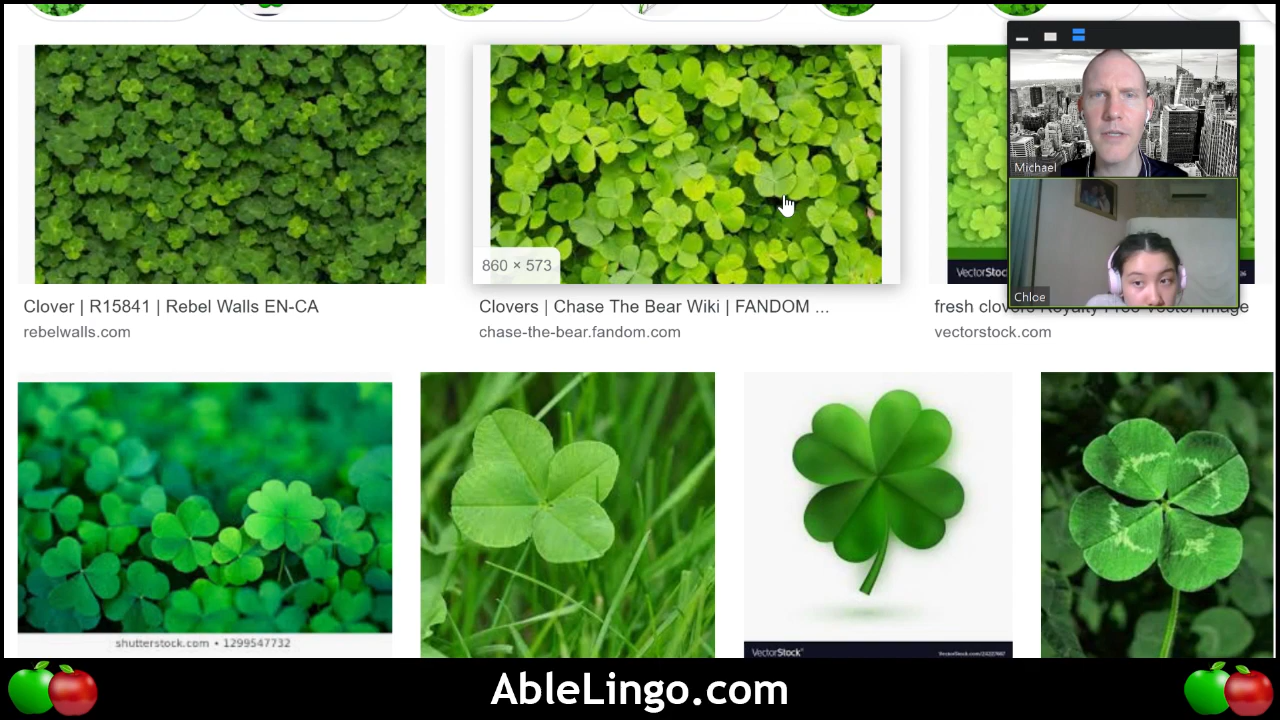 Michael
Chloe
860 × 573
VectorStoc
Clover | R15841 | Rebel Walls EN-CA
rebelwalls.com
Clovers | Chase The Bear Wiki | FANDOM ...
chase-the-bear.fandom.com
fresh clovers Royalty Free Vector Image
vectorstock.com
shutterstock.com • 1299547732
VectorStock
AbleLingo.com